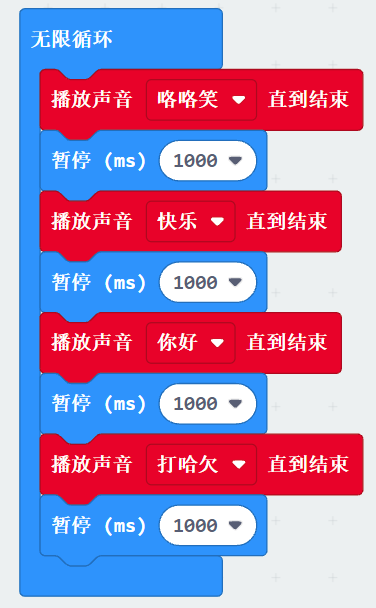 无限循环
播放声音 咯咯笑 直到结束
暂停 (ms) 1000
播放声音 快乐 直到结束
暂停 (ms) 1000
播放声音 你好 直到结束
暂停 (ms) 1000
播放声音 打哈欠 直到结束
暂停 (ms) 1000